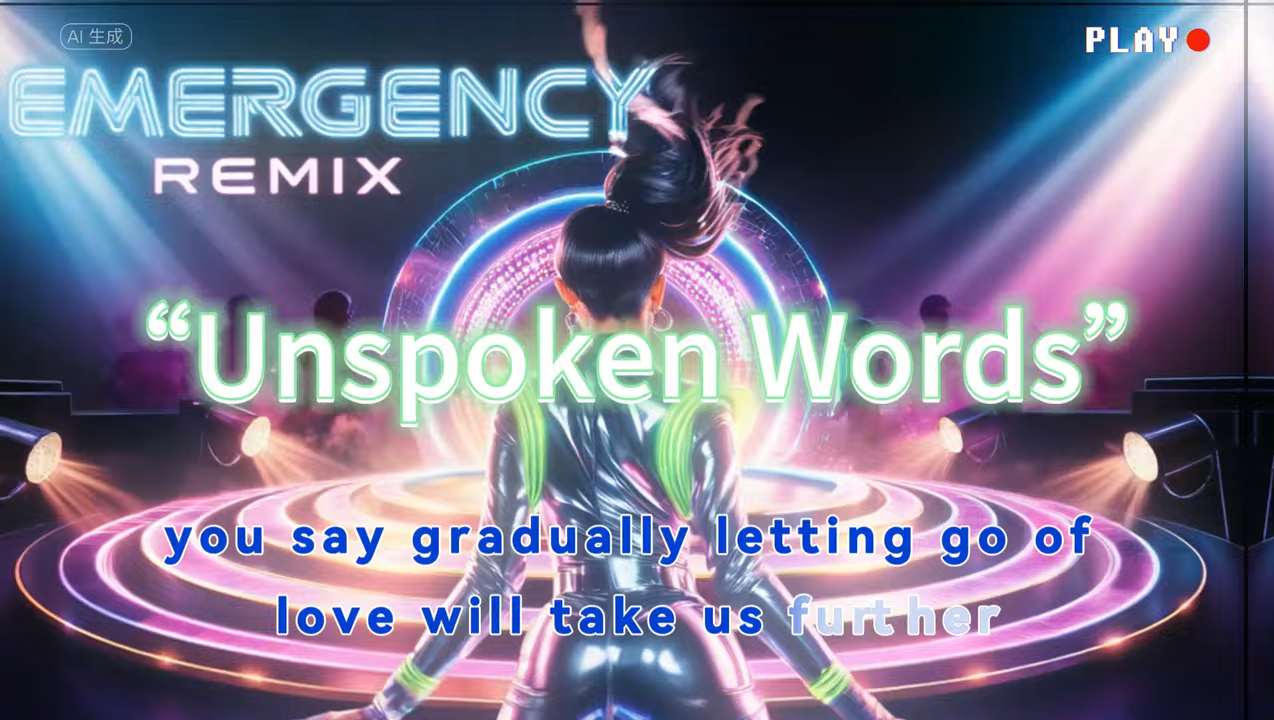 AI 生成
PLAY
EMERGENCY
REMIX
“Unspoken Words”
you say gradually letting go of
love will take us further